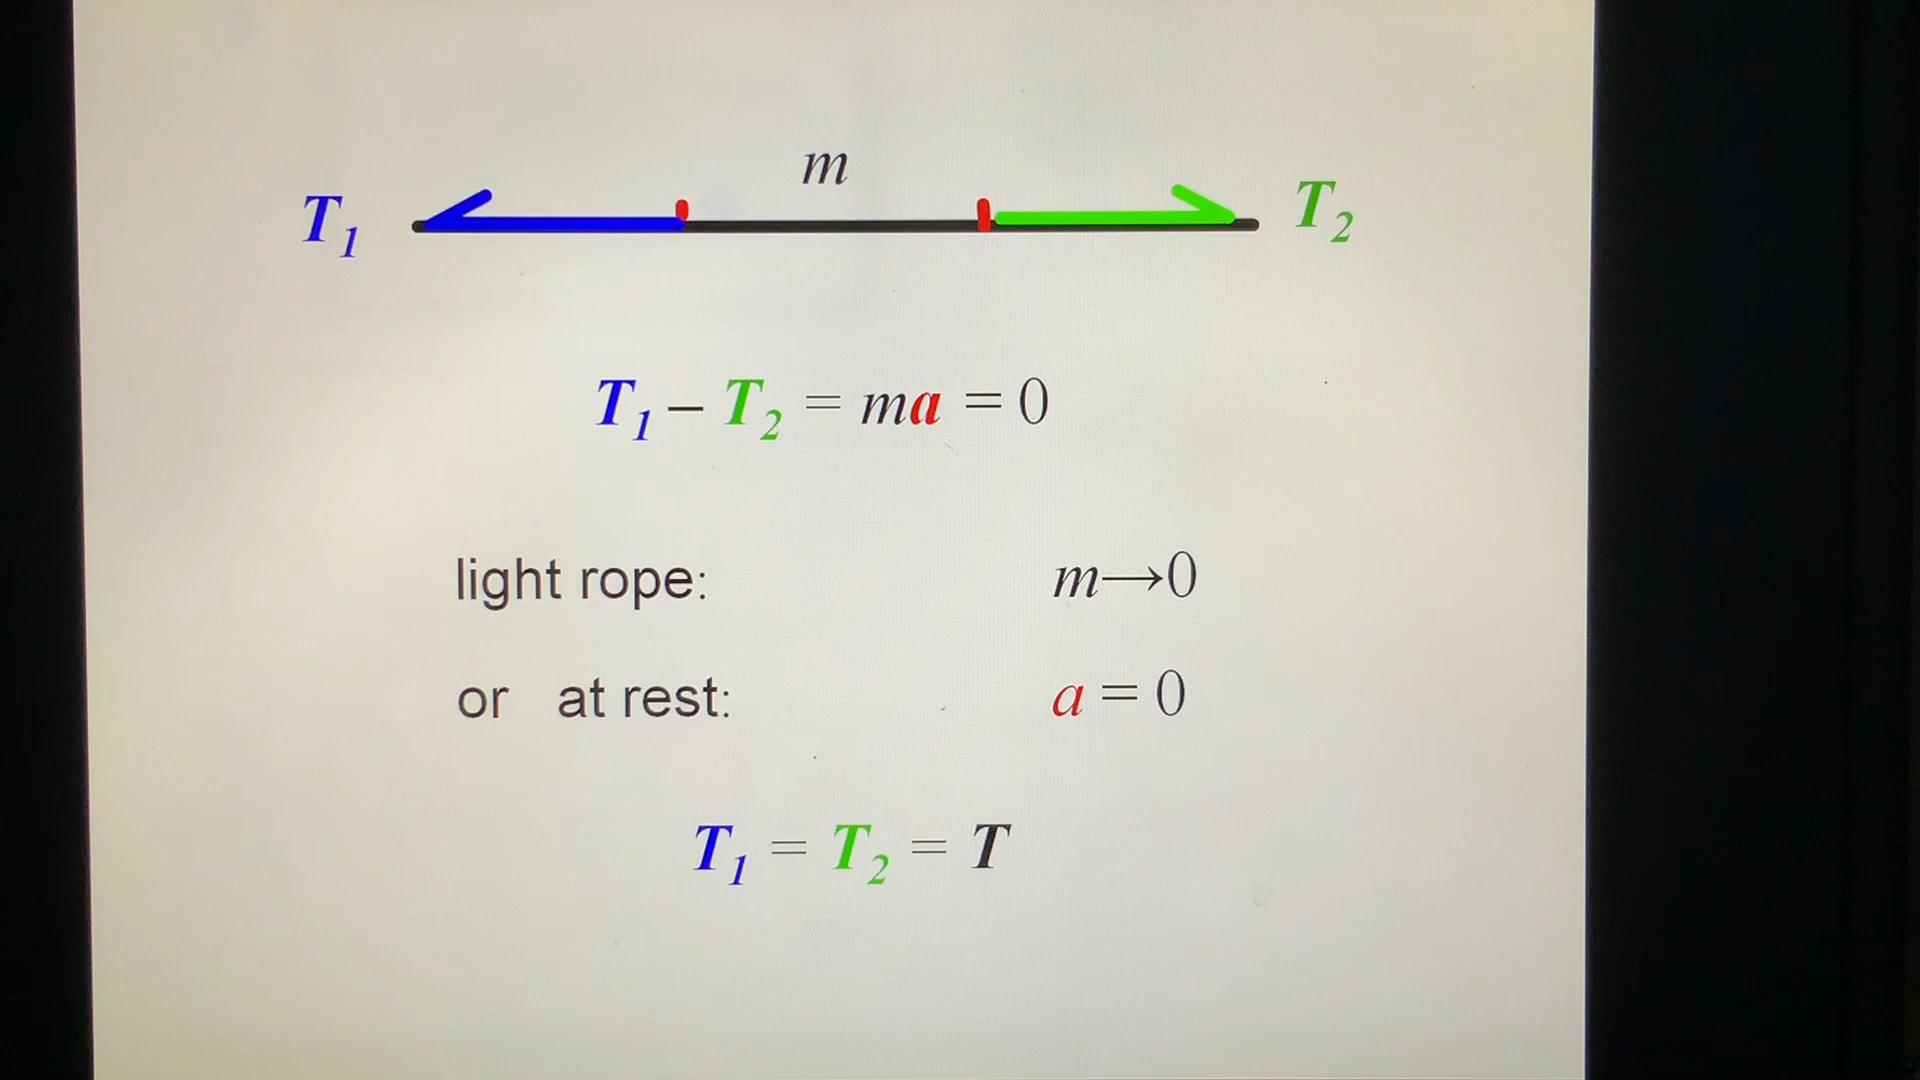 m
T₁ T₂
T₁ – T₂ = ma = 0
light rope: m→0
or at rest: a = 0
T₁ = T₂ = T